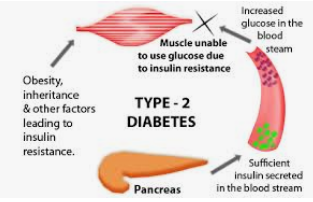 Increased
glucose in the
blood
steam
Muscle unable
to use glucose due
to insulin resistance
Obesity,
inheritance
& other factors
leading to
insulin
resistance.
TYPE - 2
DIABETES
Pancreas
Sufficient
insulin secreted
in the blood stream